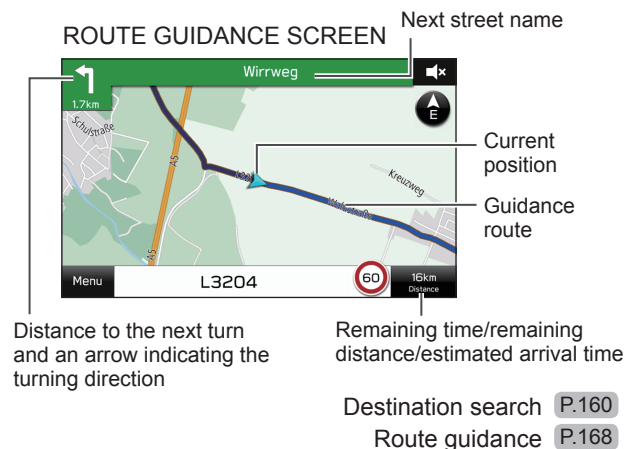 Next street name
ROUTE GUIDANCE SCREEN
Wirrweg
1.7km
E
Schulstraße
A5
Kreuzweg
A5
Current
position
Guidance
route
Menu
L3204
60
16km
Distance
Distance to the next turn
and an arrow indicating the
turning direction
Remaining time/remaining
distance/estimated arrival time
Destination search P.160
Route guidance P.168